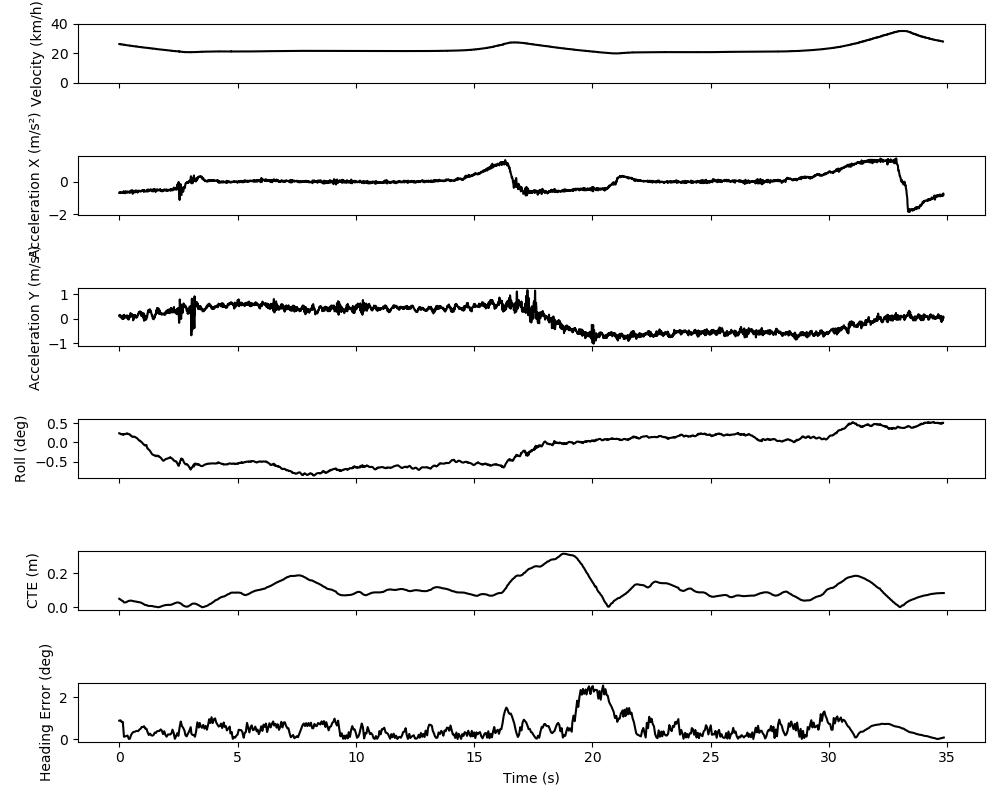 Velocity (km/h)
40
20
0
Acceleration X (m/s²)
0
−2
Acceleration Y (m/s²)
1
0
−1
Roll (deg)
0.5
0.0
−0.5
CTE (m)
0.2
0.0
Heading Error (deg)
2
0
0 5 10 15 20 25 30 35
Time (s)